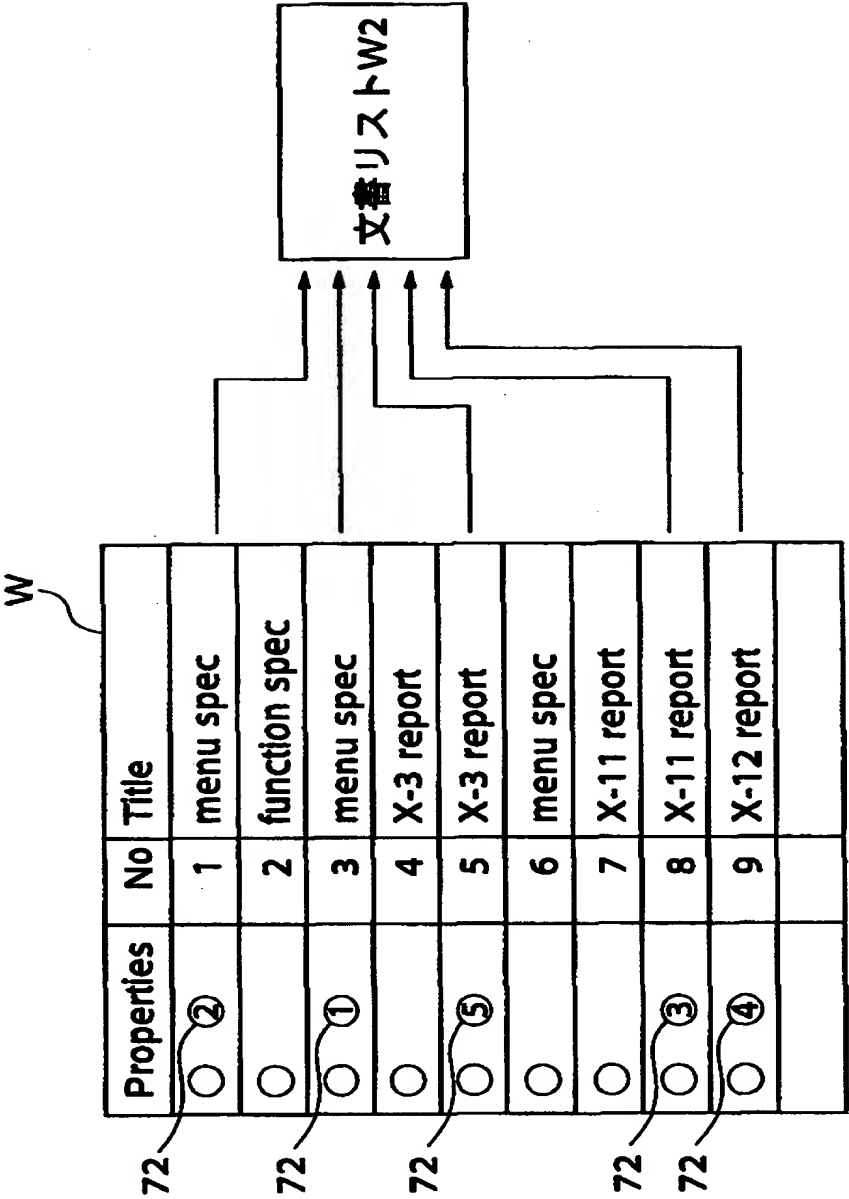 W
Properties No Title
○ ② 1 menu spec
○ 2 function spec
○ ① 3 menu spec
○ 4 X-3 report
○ ⑤ 5 X-3 report
○ 6 menu spec
○ 7 X-11 report
○ ③ 8 X-11 report
○ ④ 9 X-12 report
72
72
72
72
72
文書リストW2